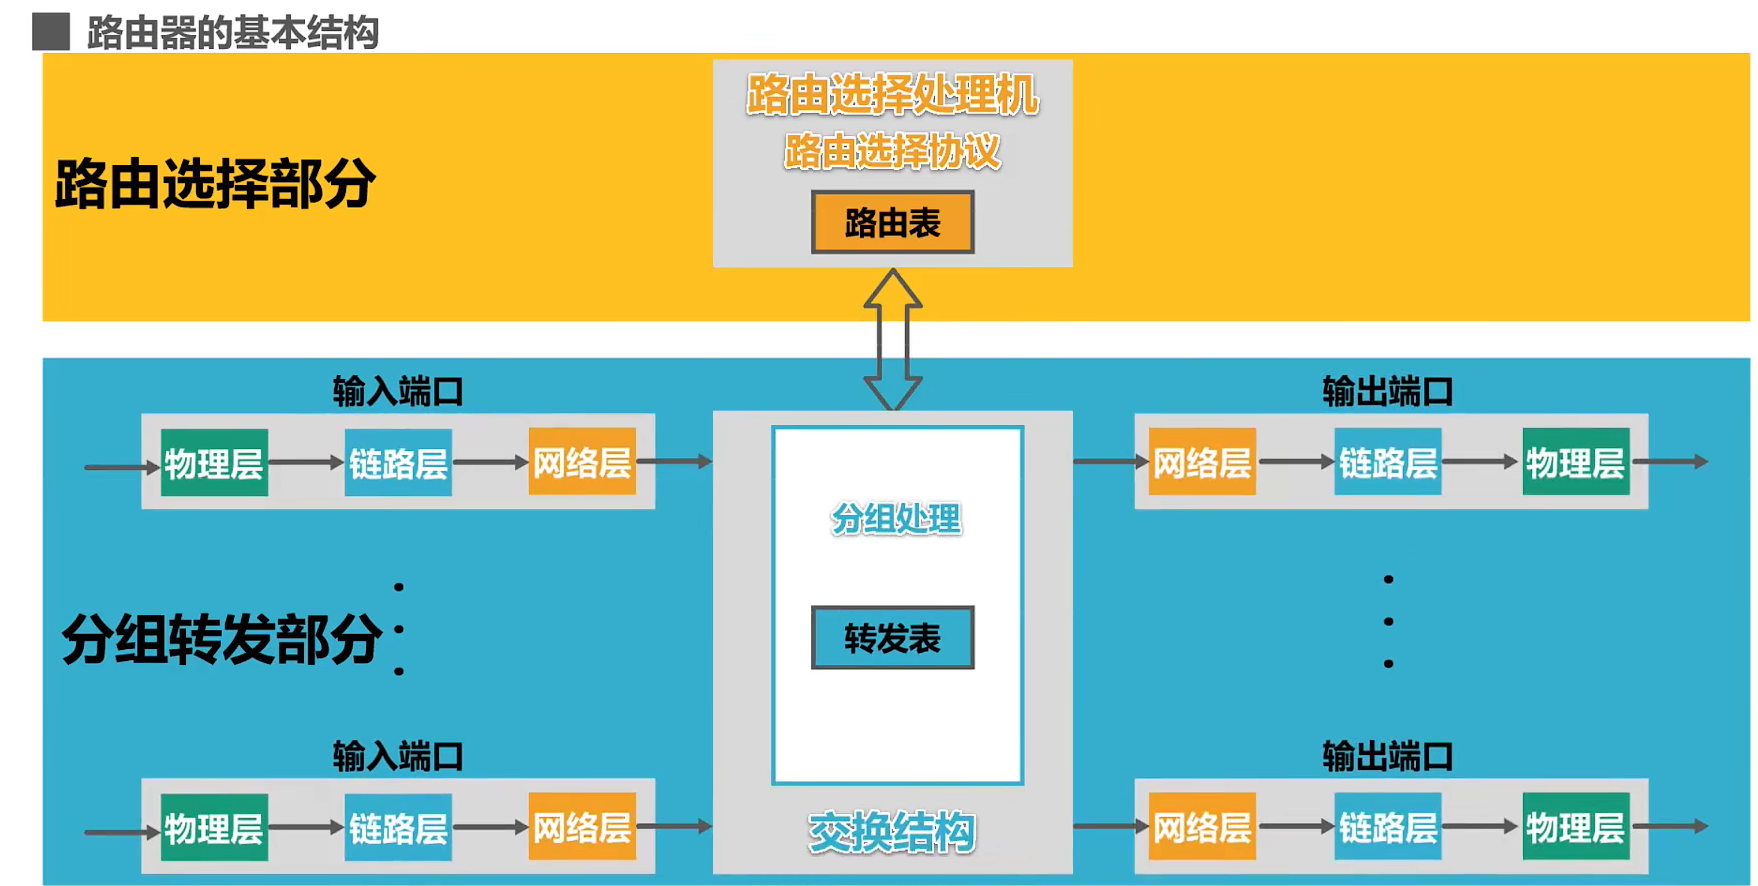 路由器的基本结构
路由选择处理机
路由选择协议
路由表
路由选择部分
输入端口
物理层 链路层 网络层
输出端口
网络层 链路层 物理层
分组处理
转发表
分组转发部分
输入端口
物理层 链路层 网络层
交换结构
输出端口
网络层 链路层 物理层